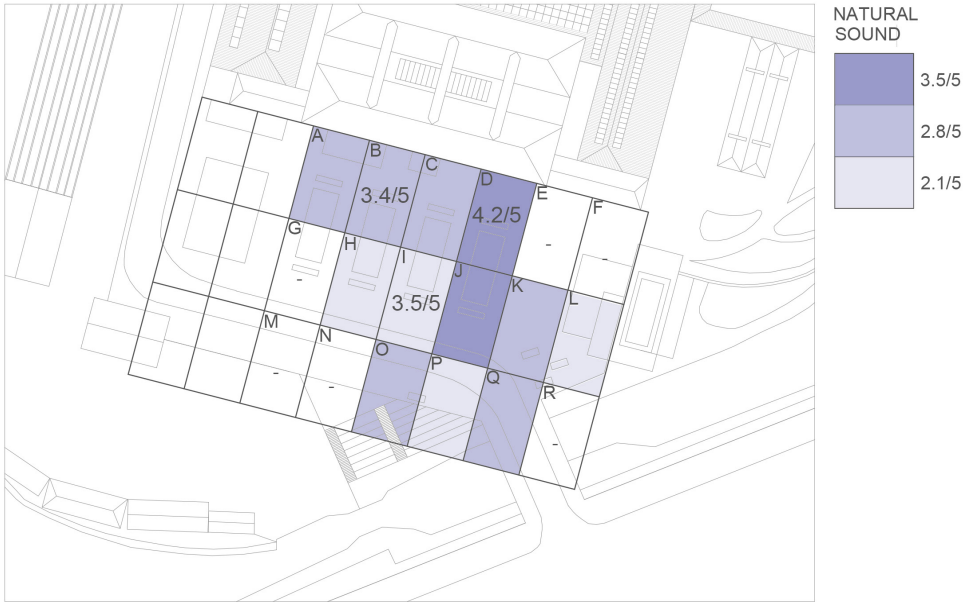 NATURAL
SOUND
3.5/5
2.8/5
2.1/5
A
B
C
D
E
F
3.4/5
4.2/5
-
-
G
H
I
J
K
L
-
3.5/5
M
N
O
P
Q
R
-
-
-